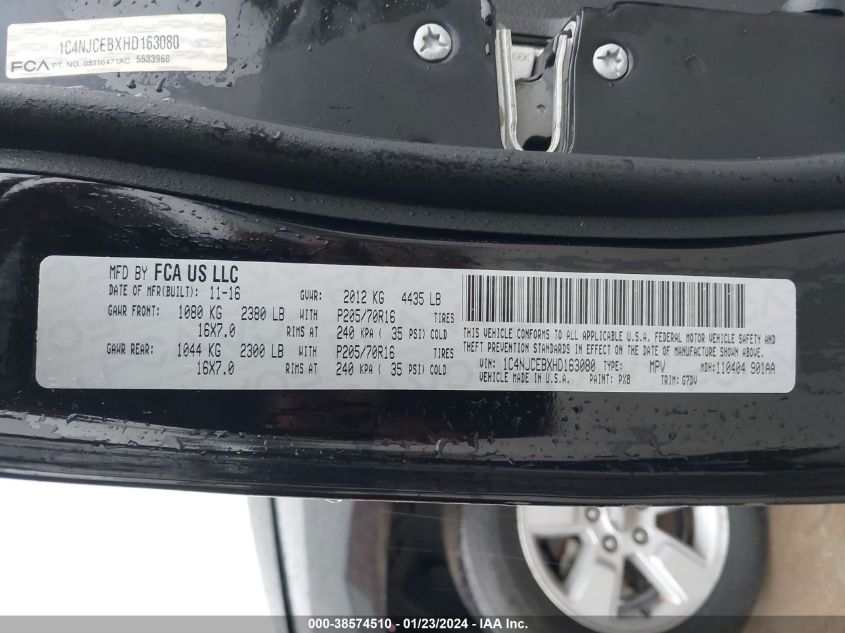 1C4NJCEBXHD163080
FCA PT. NO. 05116471AC 5533960
66K
MFD BY FCA US LLC
DATE OF MFR(BUILT): 11-16 GVWR: 2012 KG 4435 LB
GAWR FRONT: 1080 KG 2380 LB WITH P205/70R16 TIRES
16X7.0 RIMS AT 240 KPA ( 35 PSI) COLD
GAWR REAR: 1044 KG 2300 LB WITH P205/70R16 TIRES
16X7.0 RIMS AT 240 KPA ( 35 PSI) COLD
THIS VEHICLE CONFORMS TO ALL APPLICABLE U.S.A. FEDERAL MOTOR VEHICLE SAFETY AND
THEFT PREVENTION STANDARDS IN EFFECT ON THE DATE OF MANUFACTURE SHOWN ABOVE.
VIN: 1C4NJCEBXHD163080 TYPE: MPV MDH:110404 901AA
VEHICLE MADE IN U.S.A. PAINT: PX8 TRIM: G7DV
000-38574510 - 01/23/2024 - IAA Inc.